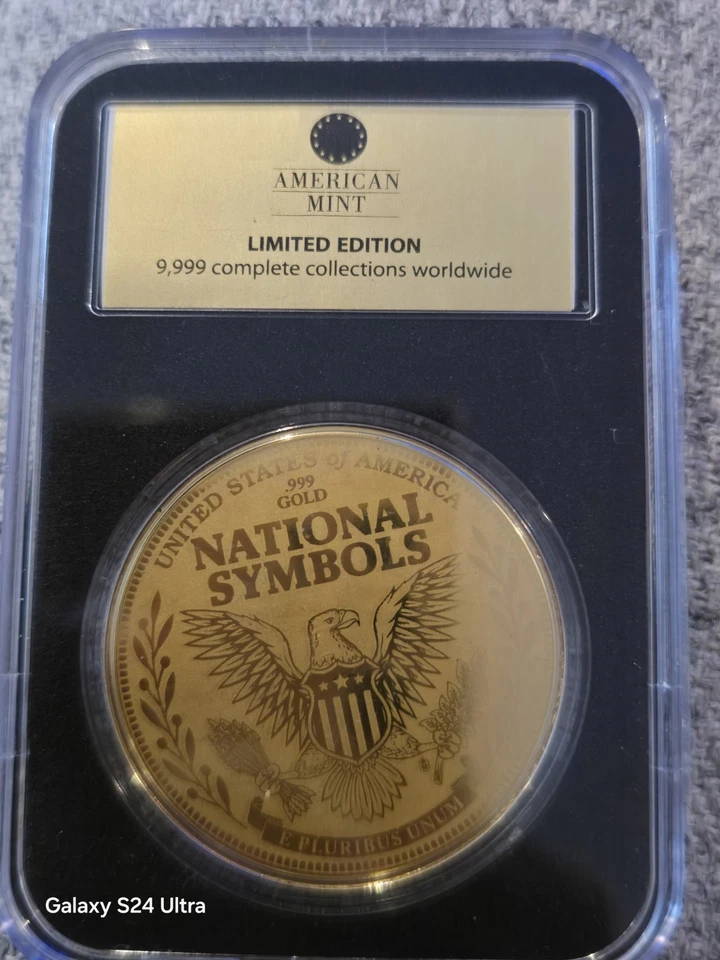 AMERICAN
MINT
LIMITED EDITION
9,999 complete collections worldwide
UNITED STATES of AMERICA
.999
GOLD
NATIONAL
SYMBOLS
E PLURIBUS UNUM
Galaxy S24 Ultra